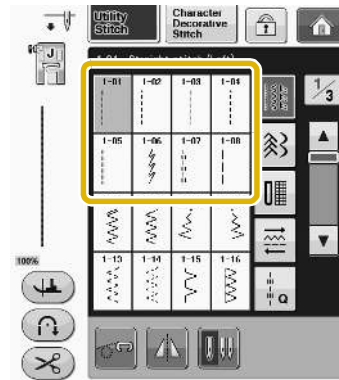 Utility Stitch
Character Decorative Stitch
J
1-01 1-02 1-03 1-04
1/3
1-05 1-06 1-07 1-08
100%
1-13 1-14 1-15 1-16
Q